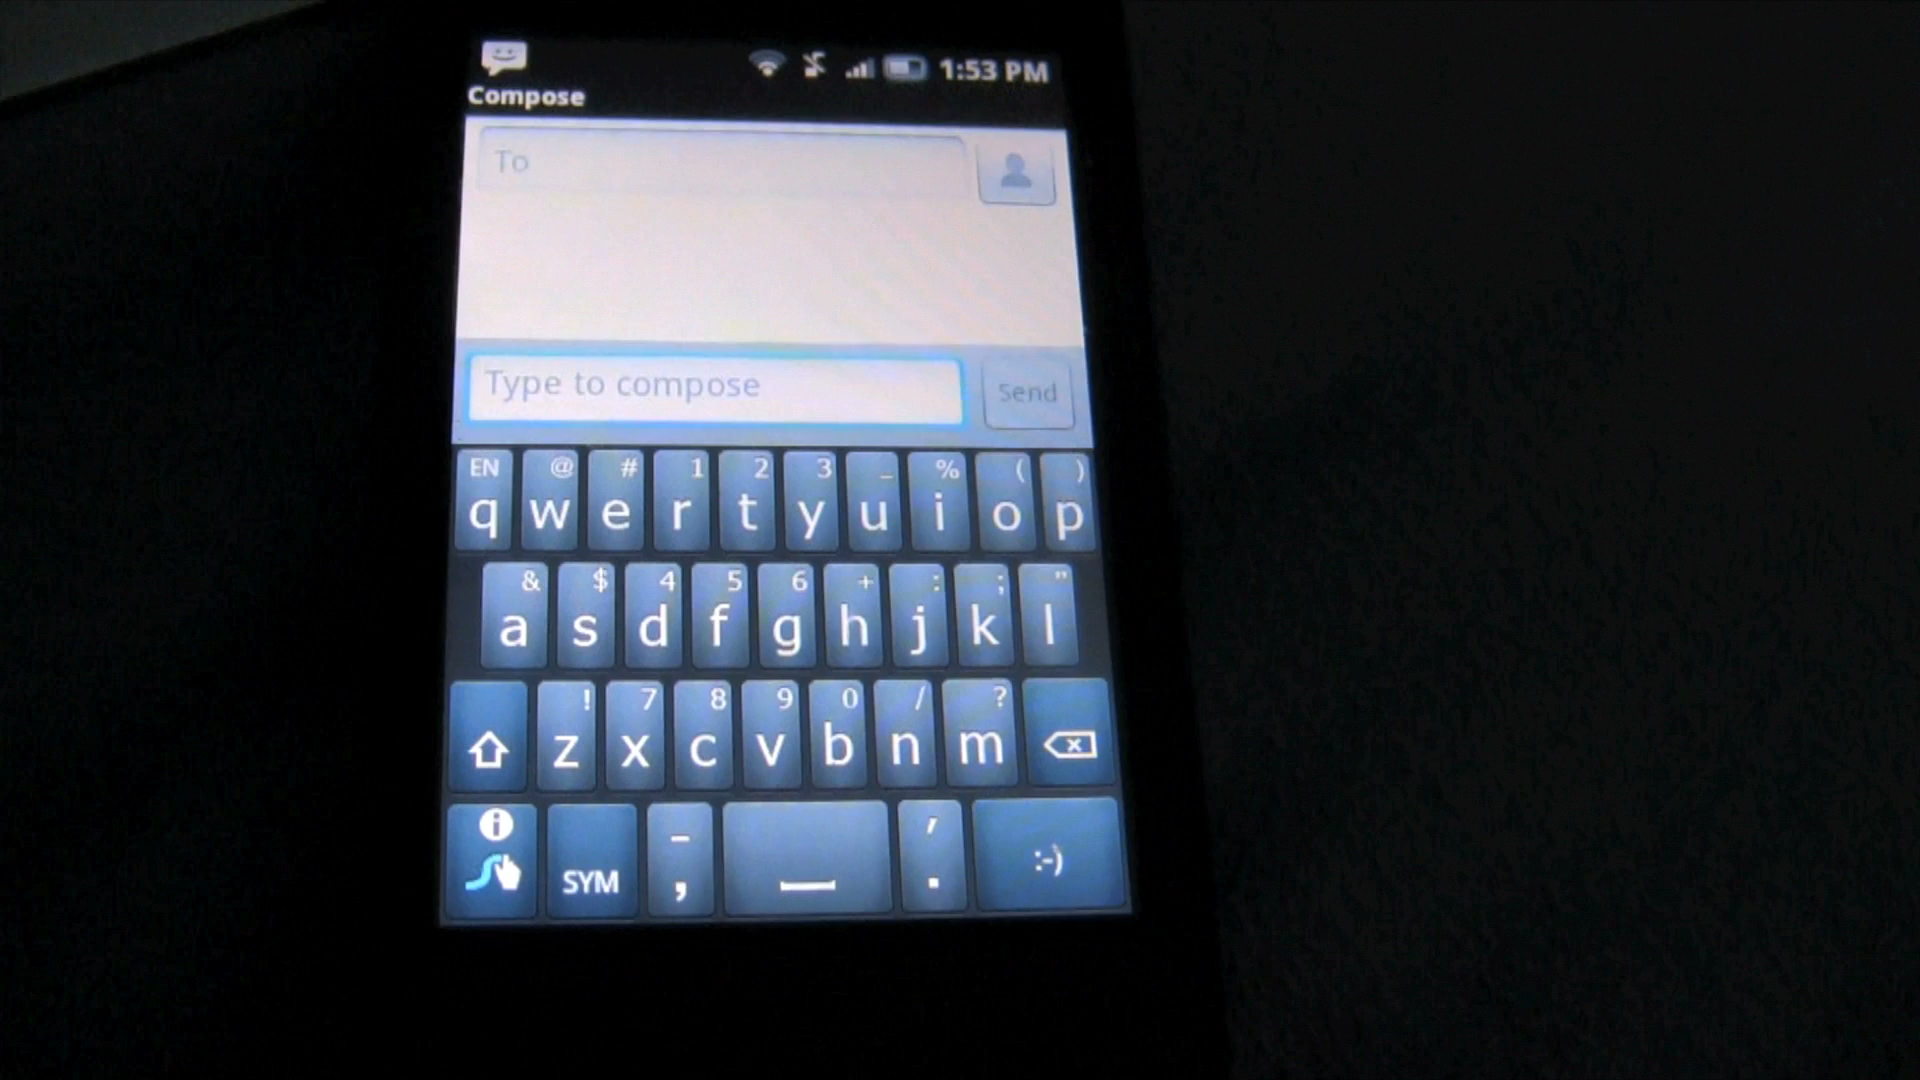 1:53 PM
Compose
To
Type to compose
Send
EN @ # 1 2 3 _ % ( )
q w e r t y u i o p
& $ 4 5 6 + : ; "
a s d f g h j k l
! 7 8 9 0 / ?
z x c v b n m
- '
SYM , . :-)